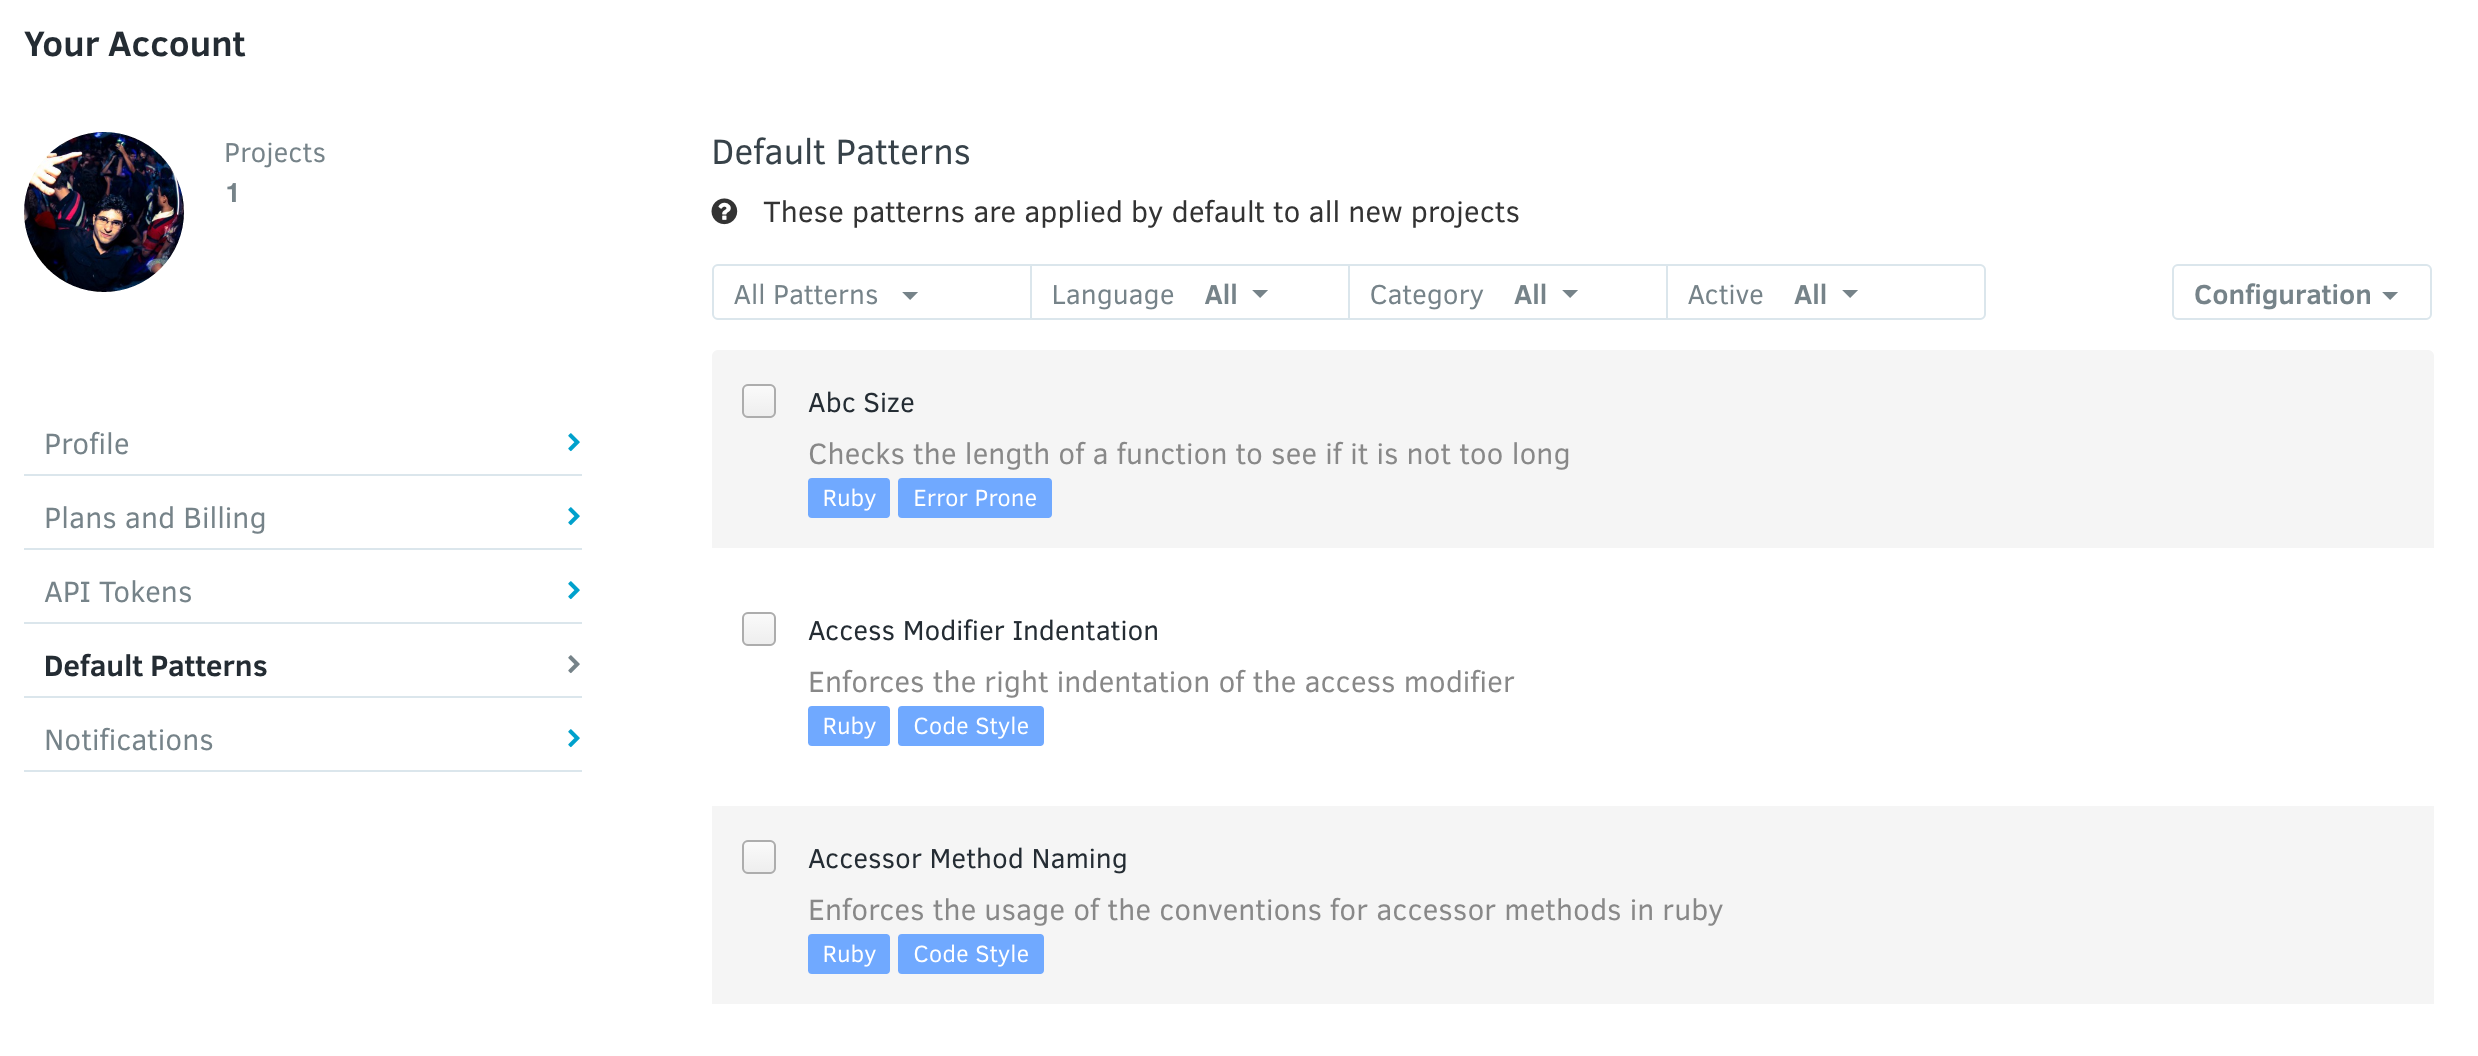 Your Account
Projects
1
Profile
Plans and Billing
API Tokens
Default Patterns
Notifications
Default Patterns
These patterns are applied by default to all new projects
All Patterns Language All Category All Active All Configuration
Abc Size
Checks the length of a function to see if it is not too long
Ruby Error Prone
Access Modifier Indentation
Enforces the right indentation of the access modifier
Ruby Code Style
Accessor Method Naming
Enforces the usage of the conventions for accessor methods in ruby
Ruby Code Style